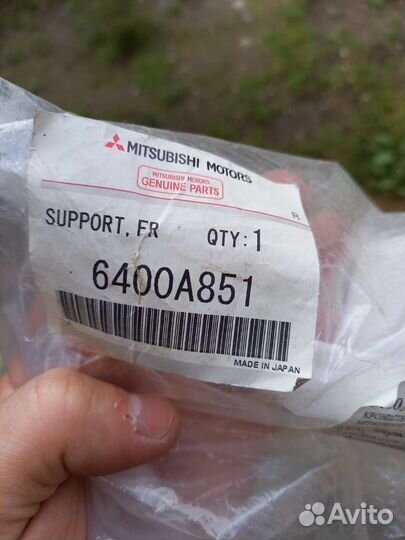 MITSUBISHI MOTORS
MITSUBISHI MOTORS
GENUINE PARTS
SUPPORT, FR QTY: 1
6400A851
MADE IN JAPAN
Avito